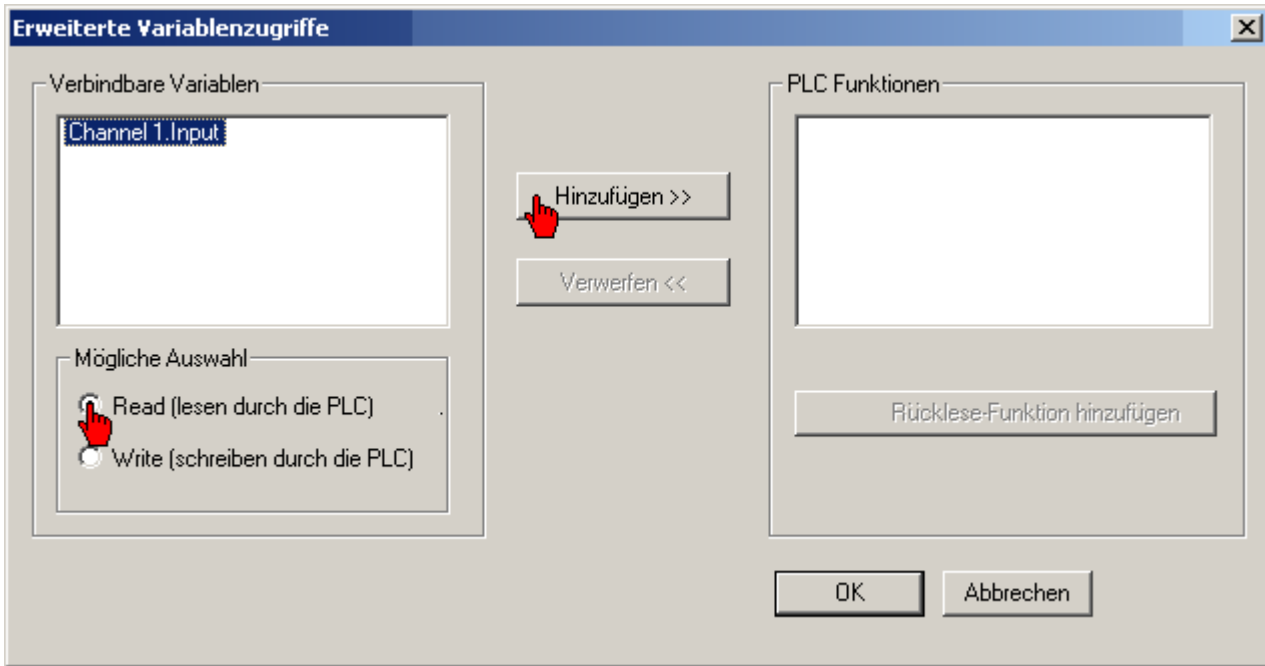 Erweiterte Variablenzugriffe
Verbindbare Variablen
Channel 1.Input
Mögliche Auswahl
Read (lesen durch die PLC) .
Write (schreiben durch die PLC)
Hinzufügen >>
Verwerfen <<
PLC Funktionen
Rücklese-Funktion hinzufügen
OK
Abbrechen